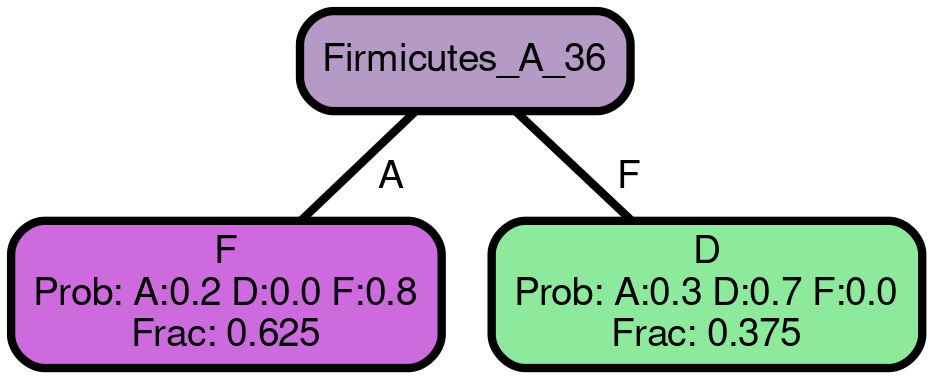 Firmicutes_A_36
A
F
F
Prob: A:0.2 D:0.0 F:0.8
Frac: 0.625
D
Prob: A:0.3 D:0.7 F:0.0
Frac: 0.375